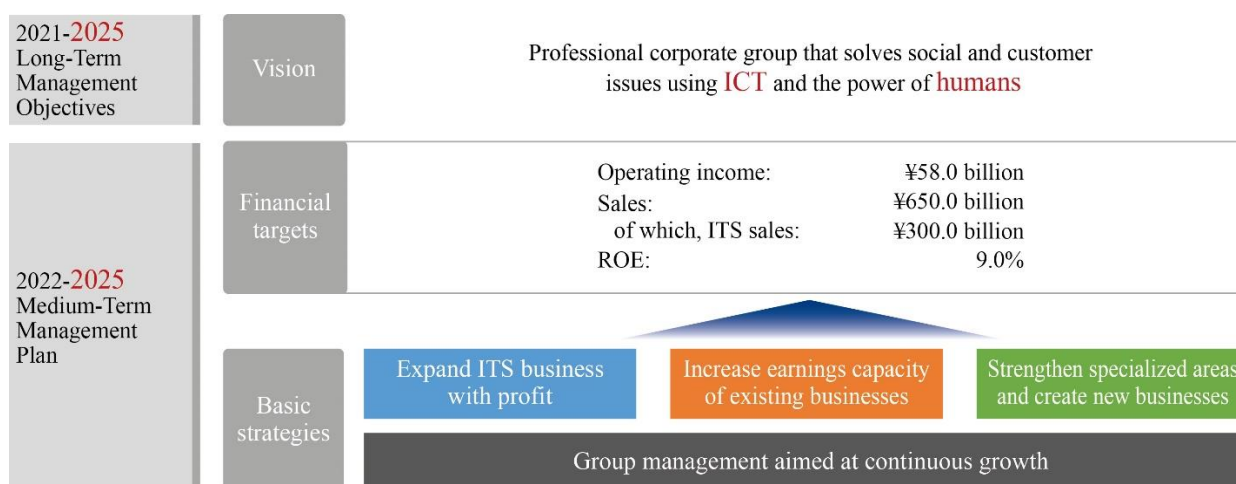 2021-2025
Long-Term
Management
Objectives
Vision
Professional corporate group that solves social and customer
issues using ICT and the power of humans
2022-2025
Medium-Term
Management
Plan
Financial
targets
Operating income: ¥58.0 billion
Sales: ¥650.0 billion
of which, ITS sales: ¥300.0 billion
ROE: 9.0%
Basic
strategies
Expand ITS business
with profit
Increase earnings capacity
of existing businesses
Strengthen specialized areas
and create new businesses
Group management aimed at continuous growth